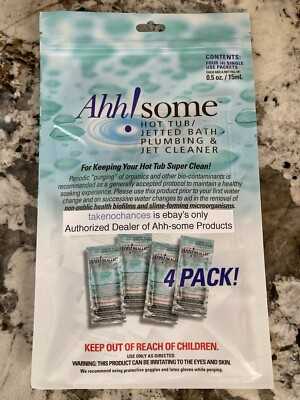 CONTENTS:
FOUR (4) SINGLE
USE PACKETS
EACH HAS A NET FILL OF
0.5 oz. / 15mL
Ahh!some
HOT TUB/
JETTED BATH
PLUMBING &
JET CLEANER
For Keeping Your Hot Tub Super Clean!
Periodic "purging" of organics and other bio-contaminants is
recommended as a generally accepted protocol to maintain a healthy
soaking experience. Please use this product prior to your first water
change and on successive water changes to aid in the removal of
non-public health biofilms and slime-forming microorganisms.
takenochances is ebay's only
Authorized Dealer of Ahh-some Products
4 PACK!
KEEP OUT OF REACH OF CHILDREN.
USE ONLY AS DIRECTED.
WARNING: THIS PRODUCT CAN BE IRRITATING TO THE EYES AND SKIN.
We recommend using protective goggles and latex gloves while purging.